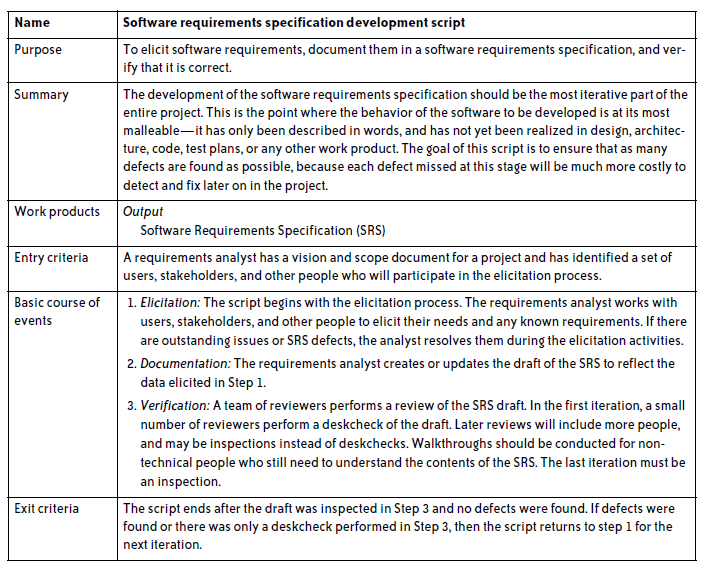 Name Software requirements specification development script
Purpose To elicit software requirements, document them in a software requirements specification, and ver-
ify that it is correct.
Summary The development of the software requirements specification should be the most iterative part of the
entire project. This is the point where the behavior of the software to be developed is at its most
malleable—it has only been described in words, and has not yet been realized in design, architec-
ture, code, test plans, or any other work product. The goal of this script is to ensure that as many
defects are found as possible, because each defect missed at this stage will be much more costly to
detect and fix later on in the project.
Work products Output
Software Requirements Specification (SRS)
Entry criteria A requirements analyst has a vision and scope document for a project and has identified a set of
users, stakeholders, and other people who will participate in the elicitation process.
Basic course of
events
1. Elicitation: The script begins with the elicitation process. The requirements analyst works with
users, stakeholders, and other people to elicit their needs and any known requirements. If there
are outstanding issues or SRS defects, the analyst resolves them during the elicitation activities.
2. Documentation: The requirements analyst creates or updates the draft of the SRS to reflect the
data elicited in Step 1.
3. Verification: A team of reviewers performs a review of the SRS draft. In the first iteration, a small
number of reviewers perform a deskcheck of the draft. Later reviews will include more people,
and may be inspections instead of deskchecks. Walkthroughs should be conducted for non-
technical people who still need to understand the contents of the SRS. The last iteration must be
an inspection.
Exit criteria The script ends after the draft was inspected in Step 3 and no defects were found. If defects were
found or there was only a deskcheck performed in Step 3, then the script returns to step 1 for the
next iteration.